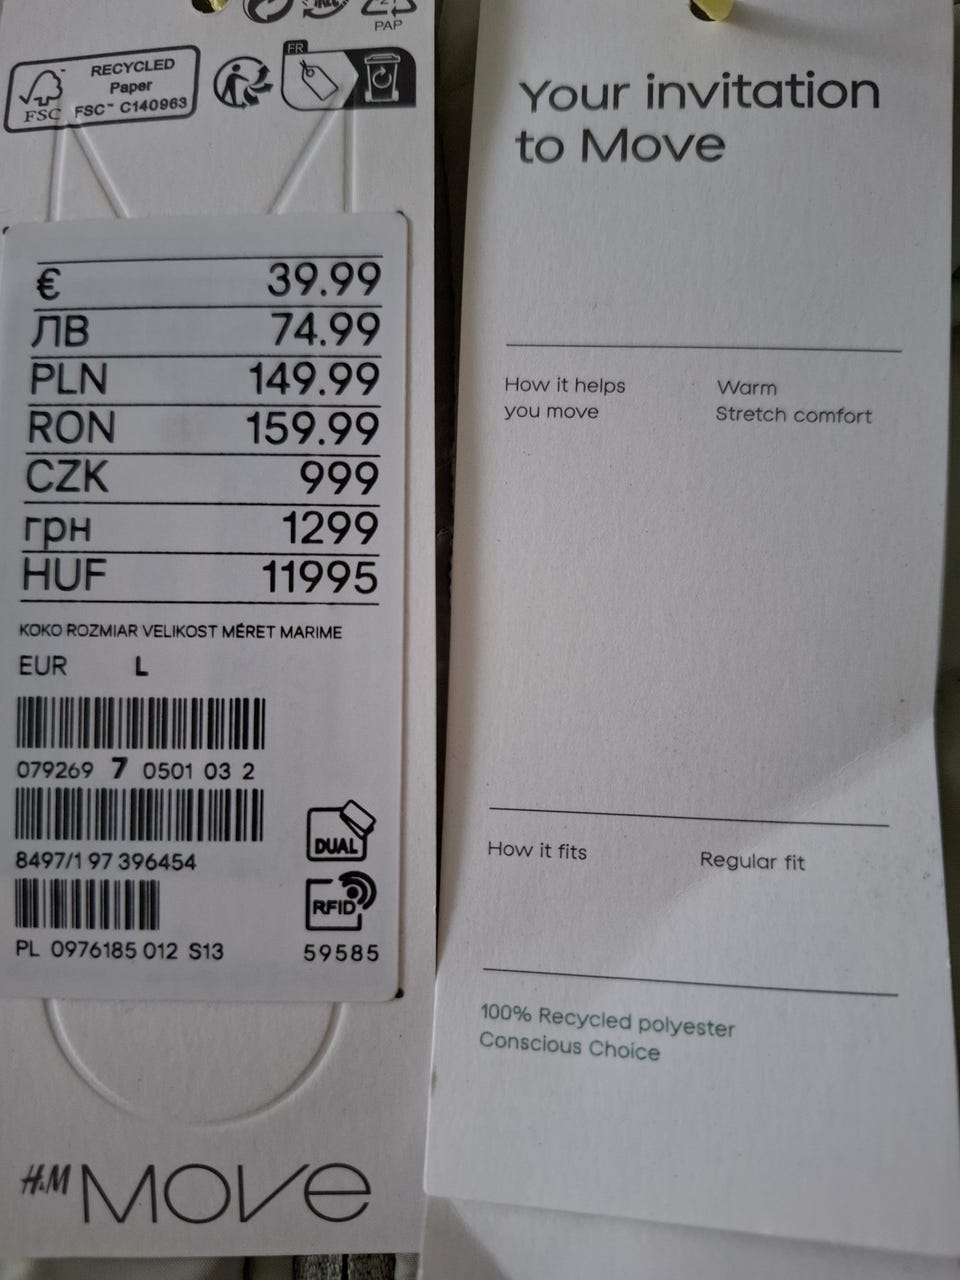 PAP
FR
RECYCLED
Paper
FSC™ C140963
FSC
€ 39.99
ЛВ 74.99
PLN 149.99
RON 159.99
CZK 999
грн 1299
HUF 11995
KOKO ROZMIAR VELIKOST MÉRET MARIME
EUR L
079269 7 0501 03 2
8497/1 97 396454
DUAL
RFID
PL 0976185 012 S13
59585
H&M MOVE
Your invitation
to Move
How it helps
you move
Warm
Stretch comfort
How it fits
Regular fit
100% Recycled polyester
Conscious Choice